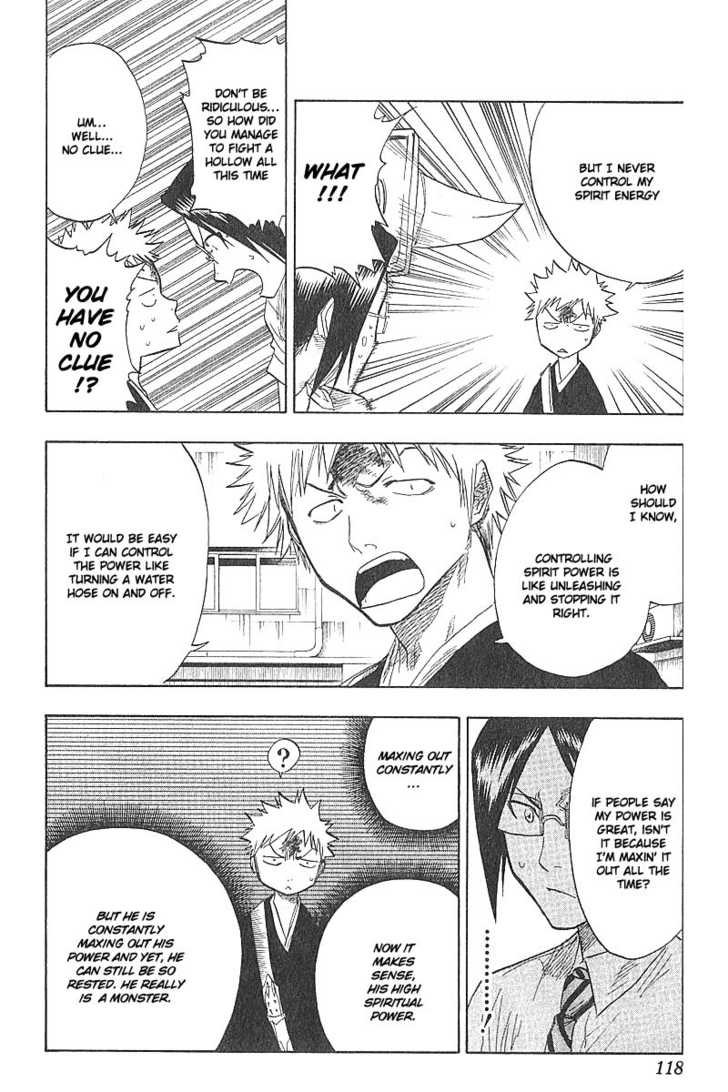 BUT I NEVER
CONTROL MY
SPIRIT ENERGY
WHAT
!!!
DON'T BE
RIDICULOUS...
SO HOW DID
YOU MANAGE
TO FIGHT A
HOLLOW ALL
THIS TIME
UM...
WELL...
NO CLUE...
YOU
HAVE
NO
CLUE
!?
HOW
SHOULD
I KNOW,
CONTROLLING
SPIRIT POWER IS
LIKE UNLEASHING
AND STOPPING IT
RIGHT.
IT WOULD BE EASY
IF I CAN CONTROL
THE POWER LIKE
TURNING A WATER
HOSE ON AND OFF.
IF PEOPLE SAY
MY POWER IS
GREAT, ISN'T
IT BECAUSE
I'M MAXIN' IT
OUT ALL THE
TIME?
........!
MAXING OUT
CONSTANTLY
...
?
NOW IT
MAKES
SENSE,
HIS HIGH
SPIRITUAL
POWER.
BUT HE IS
CONSTANTLY
MAXING OUT HIS
POWER AND YET, HE
CAN STILL BE SO
RESTED. HE REALLY
IS A MONSTER.
118